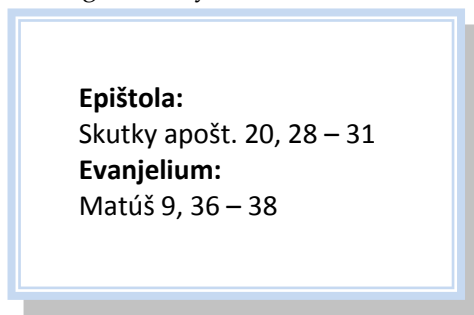 Epištola:
Skutky apošt. 20, 28 – 31
Evanjelium:
Matúš 9, 36 – 38